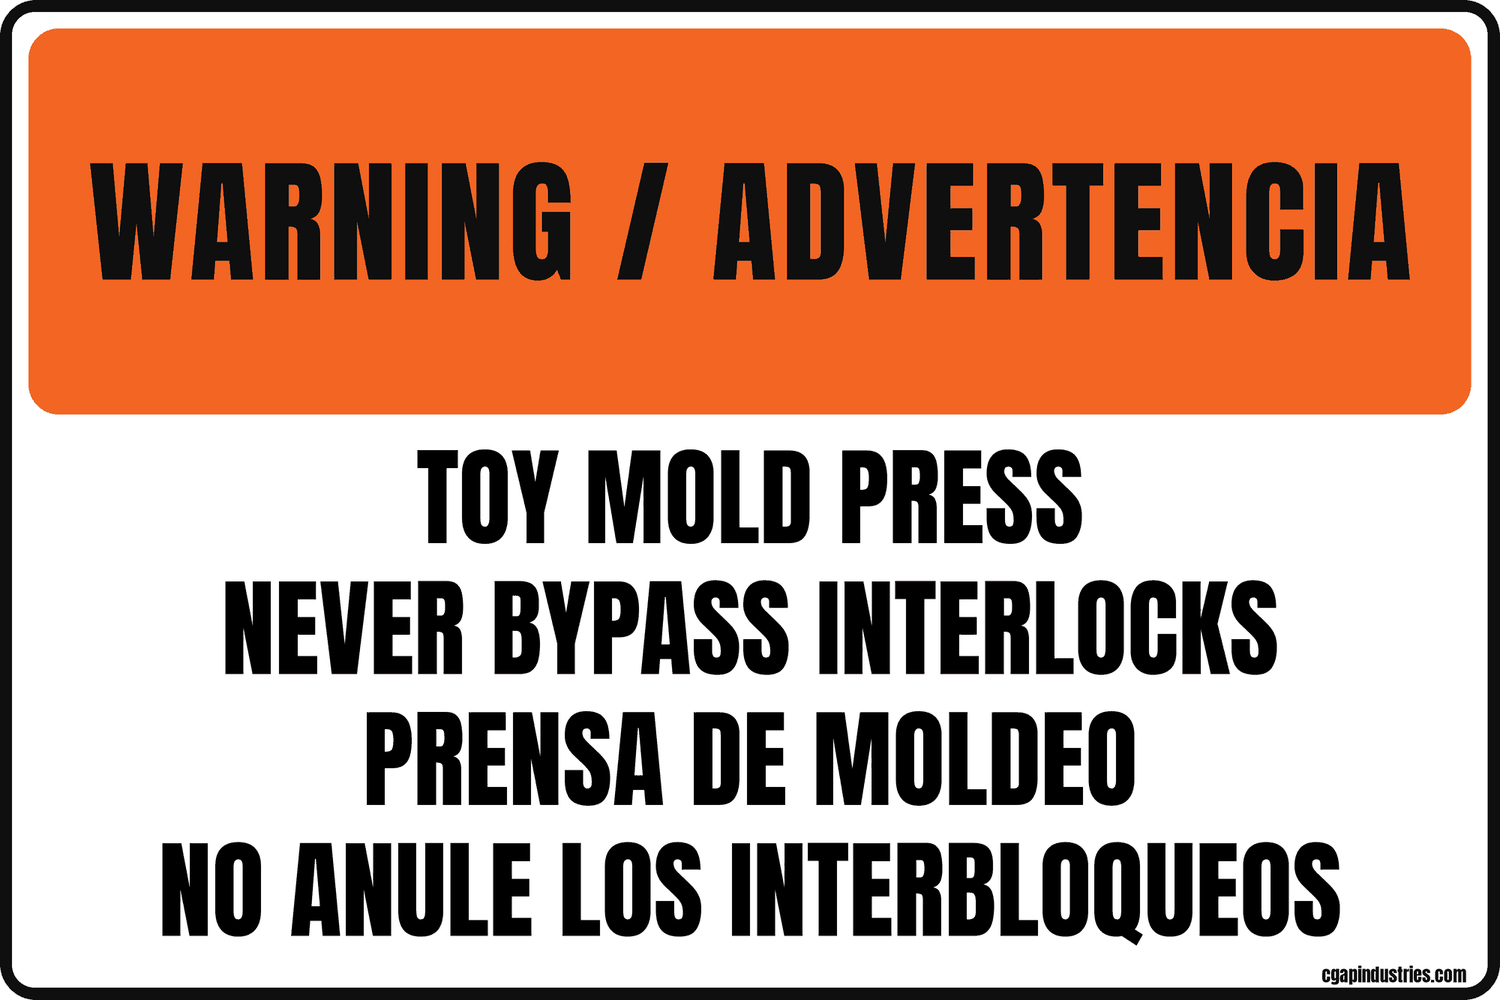 WARNING / ADVERTENCIA
TOY MOLD PRESS
NEVER BYPASS INTERLOCKS
PRENSA DE MOLDEO
NO ANULE LOS INTERBLOQUEOS
cgapindustries.com